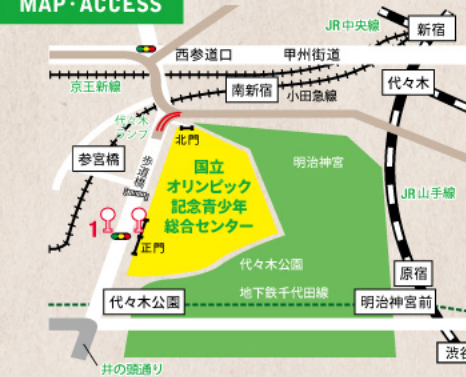 MAP・ACCESS
JR中央線
新宿
西参道口
甲州街道
代々木
京王新線
南新宿
小田急線
代々木
ランプ
北門
参宮橋
歩道橋
国立
オリンピック
記念青少年
総合センター
明治神宮
JR山手線
1
正門
代々木公園
原宿
地下鉄千代田線
代々木公園
明治神宮前
渋谷
井の頭通り